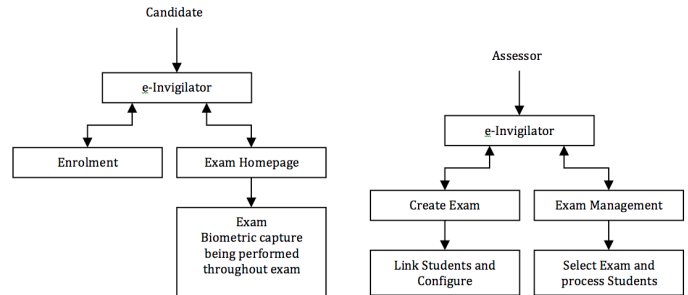 Candidate
e-Invigilator
Enrolment
Exam Homepage
Exam
Biometric capture
being performed
throughout exam
Assessor
e-Invigilator
Create Exam
Exam Management
Link Students and
Configure
Select Exam and
process Students